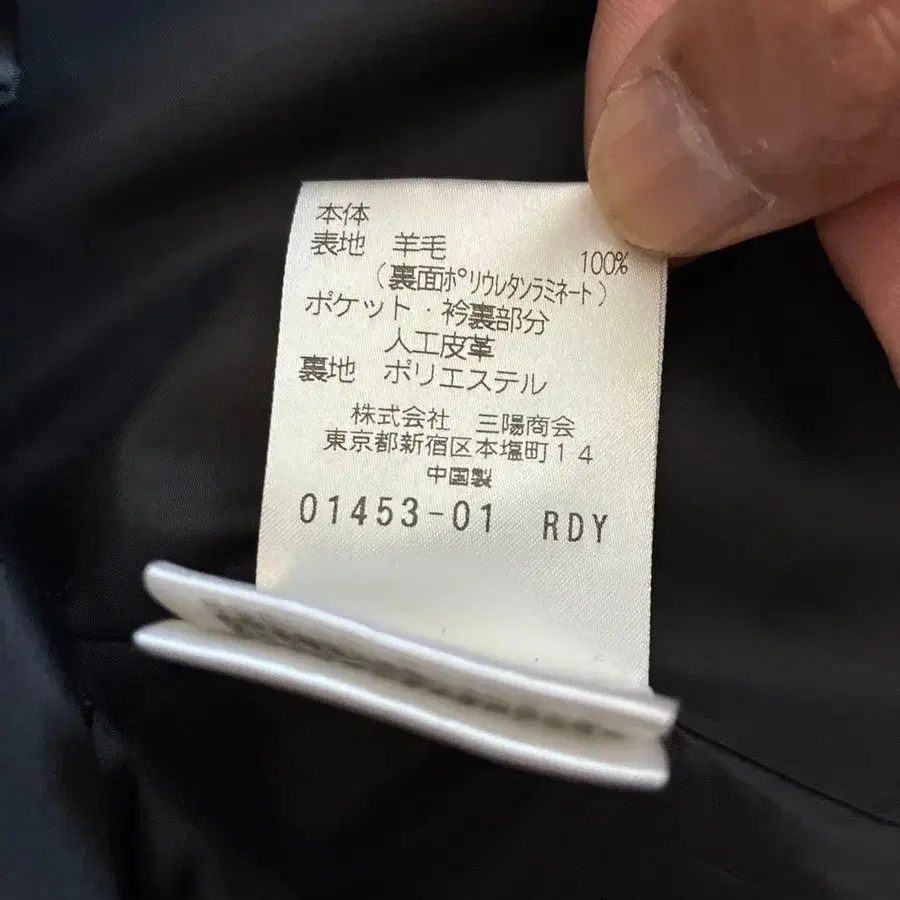 本体
表地 羊毛 100%
(裏面ポリウレタンラミネート)
ポケット・衿裏部分
人工皮革
裏地 ポリエステル
株式会社 三陽商会
東京都新宿区本塩町14
中国製
01453-01 RDY